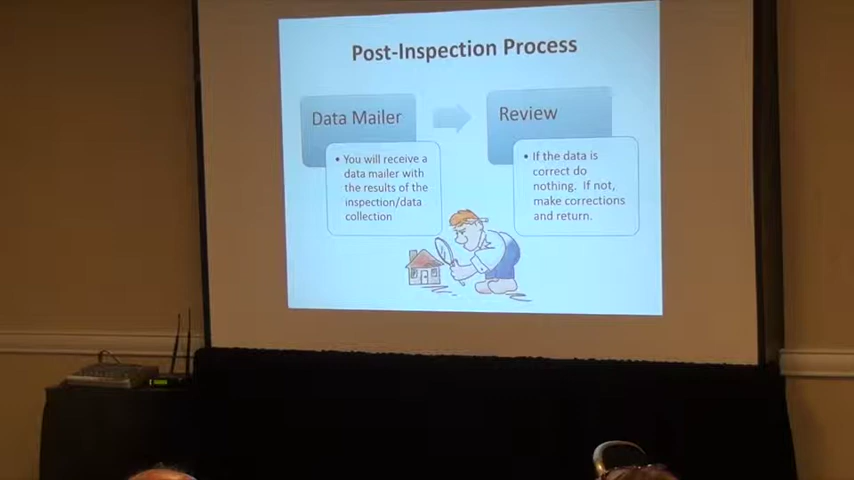 Post-Inspection Process
Data Mailer
• You will receive a
data mailer with
the results of the
inspection/data
collection
Review
• If the data is
correct do
nothing. If not,
make corrections
and return.